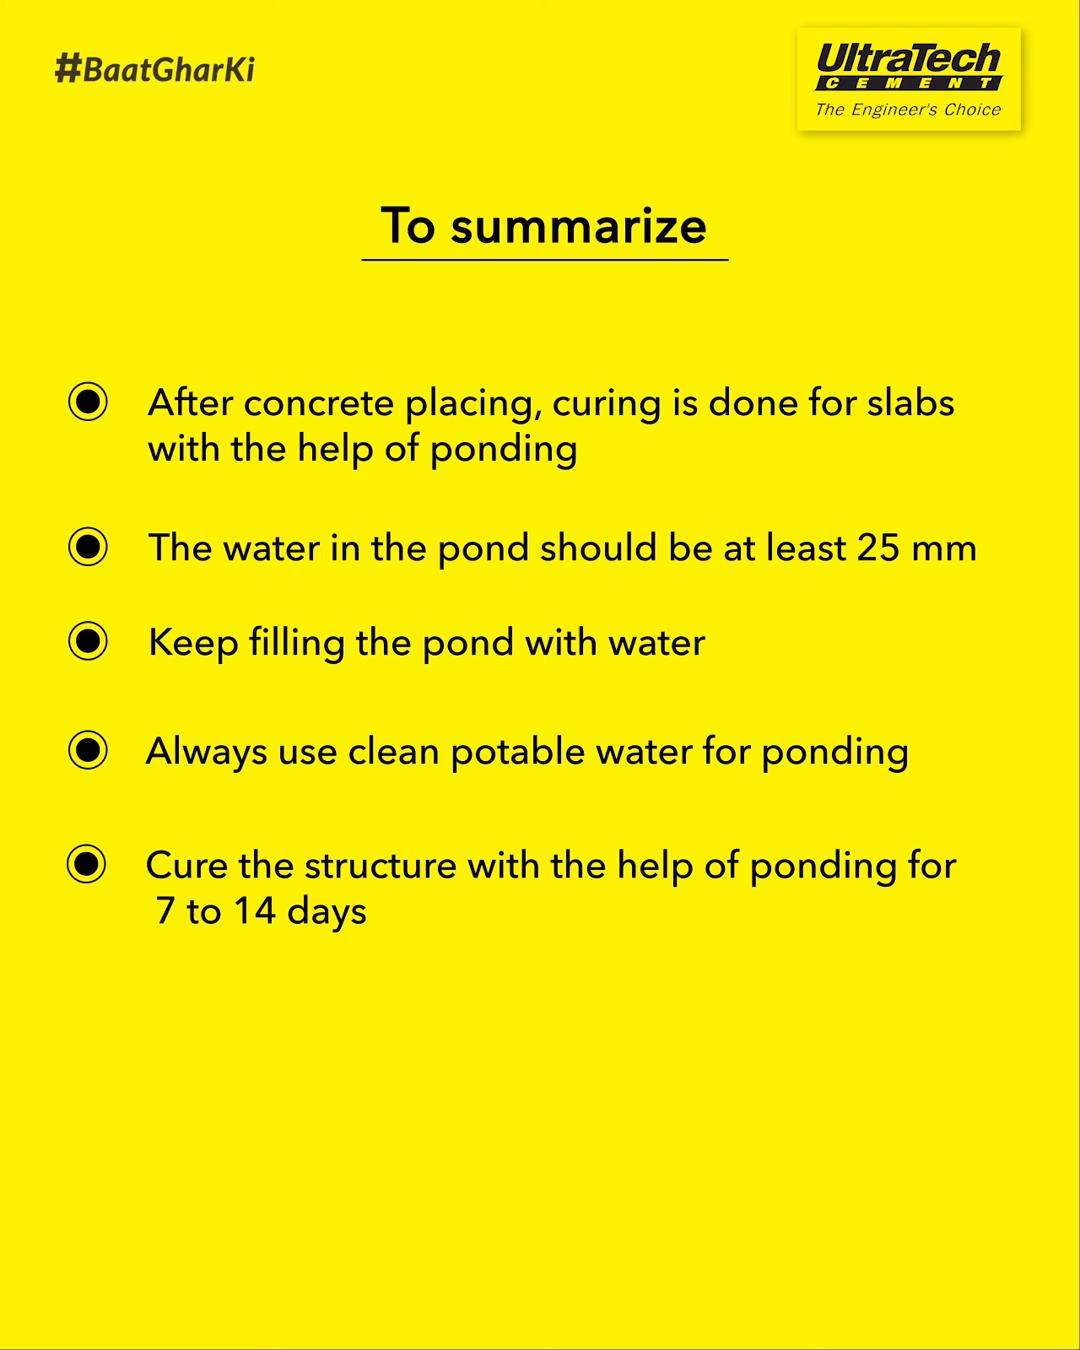 #BaatGharKi
UltraTech
CEMENT
The Engineer's Choice
To summarize
After concrete placing, curing is done for slabs
with the help of ponding
The water in the pond should be at least 25 mm
Keep filling the pond with water
Always use clean potable water for ponding
Cure the structure with the help of ponding for
7 to 14 days